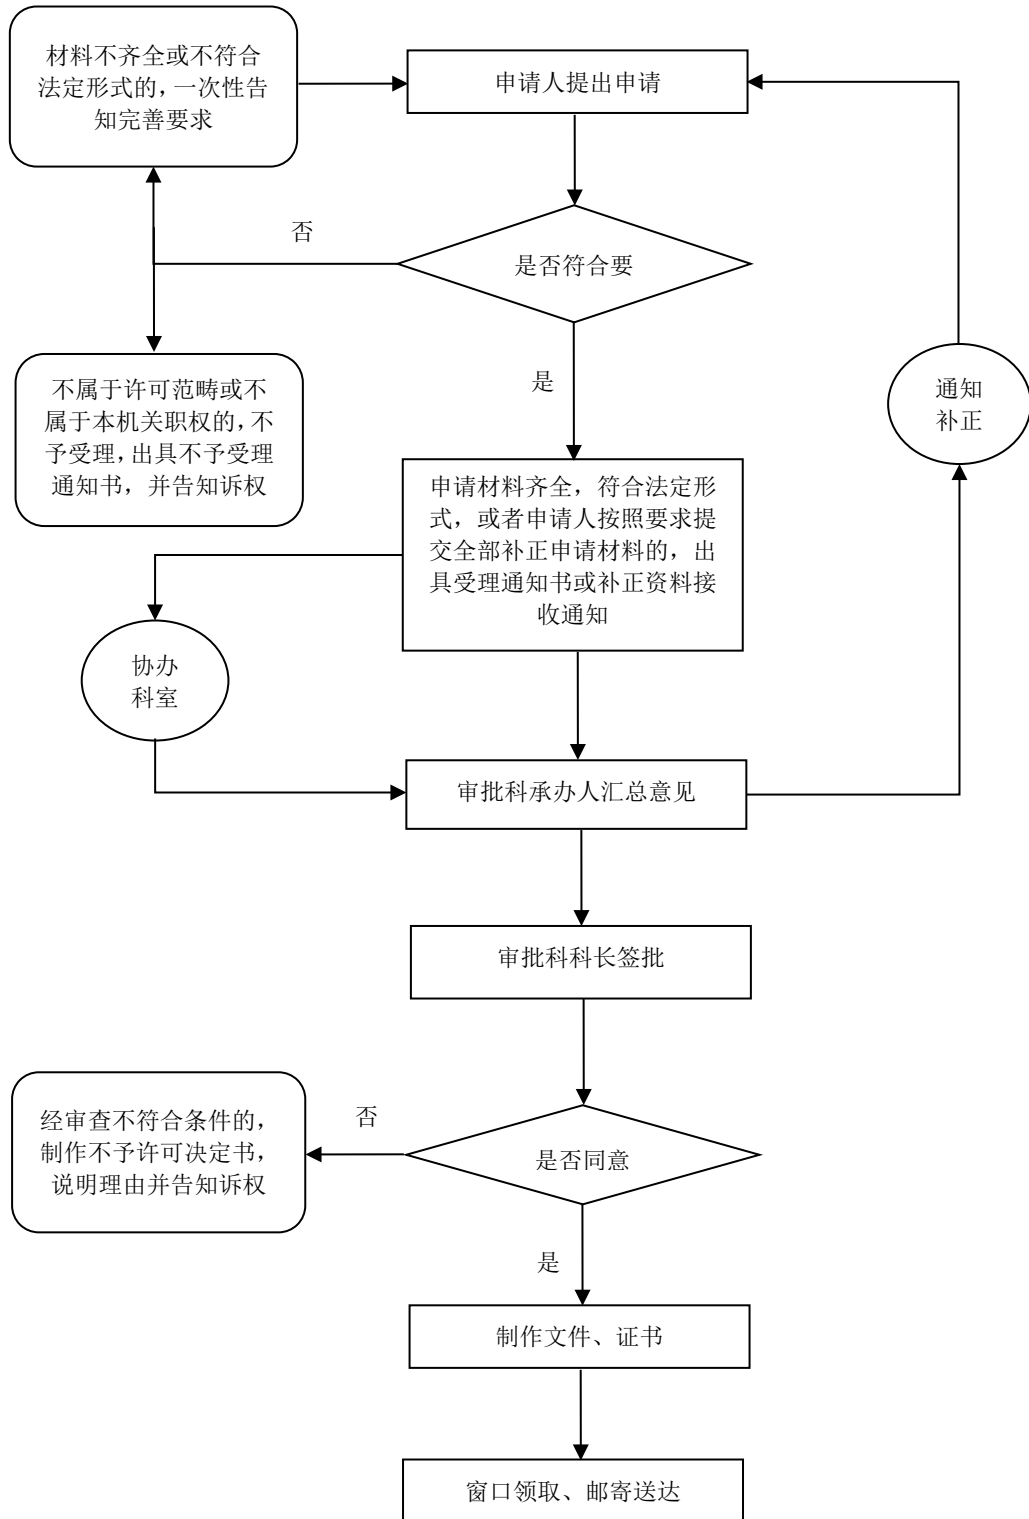 材料不齐全或不符合
法定形式的，一次性告
知完善要求
申请人提出申请
否
是否符合要
是
不属于许可范畴或不
属于本机关职权的，不
予受理，出具不予受理
通知书，并告知诉权
通知
补正
申请材料齐全，符合法定形
式，或者申请人按照要求提
交全部补正申请材料的，出
具受理通知书或补正资料接
收通知
协办
科室
审批科承办人汇总意见
审批科科长签批
经审查不符合条件的，
制作不予许可决定书，
说明理由并告知诉权
否
是否同意
是
制作文件、证书
窗口领取、邮寄送达